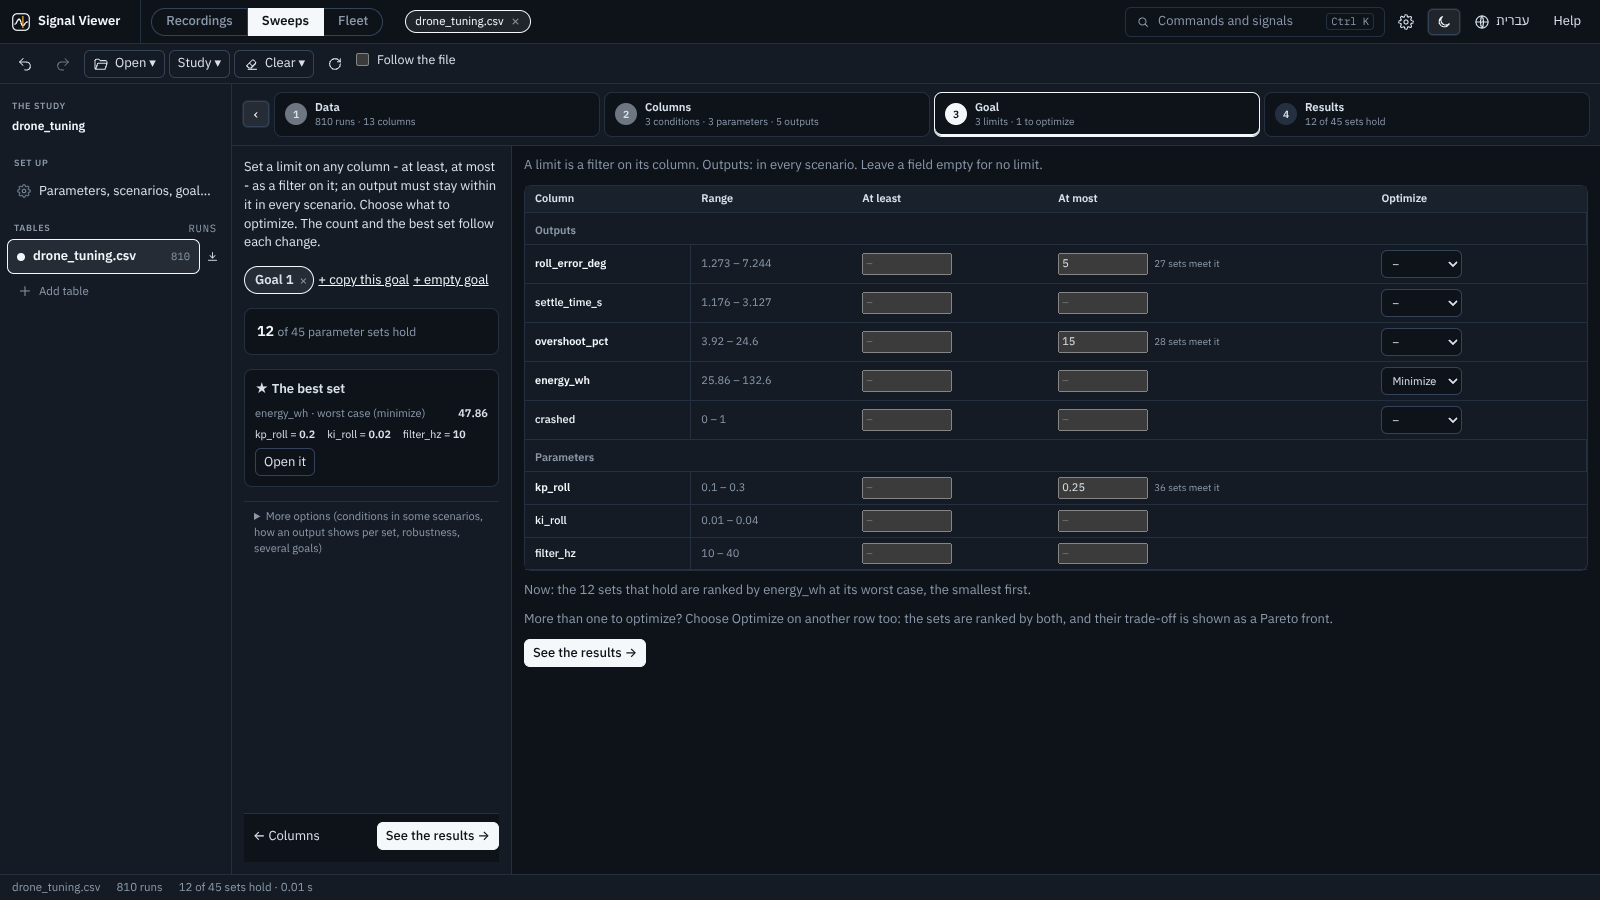 Signal Viewer
Recordings Sweeps Fleet
drone_tuning.csv ×
Commands and signals Ctrl K
עברית
Help
Open ▾ Study ▾ Clear ▾ Follow the file
THE STUDY
drone_tuning
SET UP
Parameters, scenarios, goal...
TABLES RUNS
drone_tuning.csv 810
+ Add table
‹
1 Data
810 runs · 13 columns
2 Columns
3 conditions · 3 parameters · 5 outputs
3 Goal
3 limits · 1 to optimize
4 Results
12 of 45 sets hold
Set a limit on any column - at least, at most
- as a filter on it; an output must stay within
it in every scenario. Choose what to
optimize. The count and the best set follow
each change.
Goal 1 × + copy this goal + empty goal
12 of 45 parameter sets hold
★ The best set
energy_wh · worst case (minimize) 47.86
kp_roll = 0.2 ki_roll = 0.02 filter_hz = 10
Open it
▶ More options (conditions in some scenarios,
how an output shows per set, robustness,
several goals)
← Columns See the results →
A limit is a filter on its column. Outputs: in every scenario. Leave a field empty for no limit.
Column Range At least At most Optimize
Outputs
roll_error_deg 1.273 – 7.244 – 5 27 sets meet it –
settle_time_s 1.176 – 3.127 – – –
overshoot_pct 3.92 – 24.6 – 15 28 sets meet it –
energy_wh 25.86 – 132.6 – – Minimize
crashed 0 – 1 – – –
Parameters
kp_roll 0.1 – 0.3 – 0.25 36 sets meet it
ki_roll 0.01 – 0.04 – –
filter_hz 10 – 40 – –
Now: the 12 sets that hold are ranked by energy_wh at its worst case, the smallest first.
More than one to optimize? Choose Optimize on another row too: the sets are ranked by both, and their trade-off is shown as a Pareto front.
See the results →
drone_tuning.csv 810 runs 12 of 45 sets hold · 0.01 s